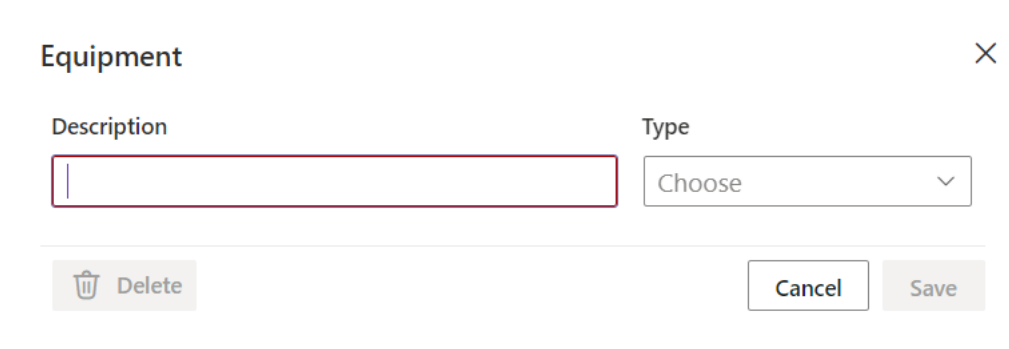 Equipment
Description
Type
Choose
Delete
Cancel
Save